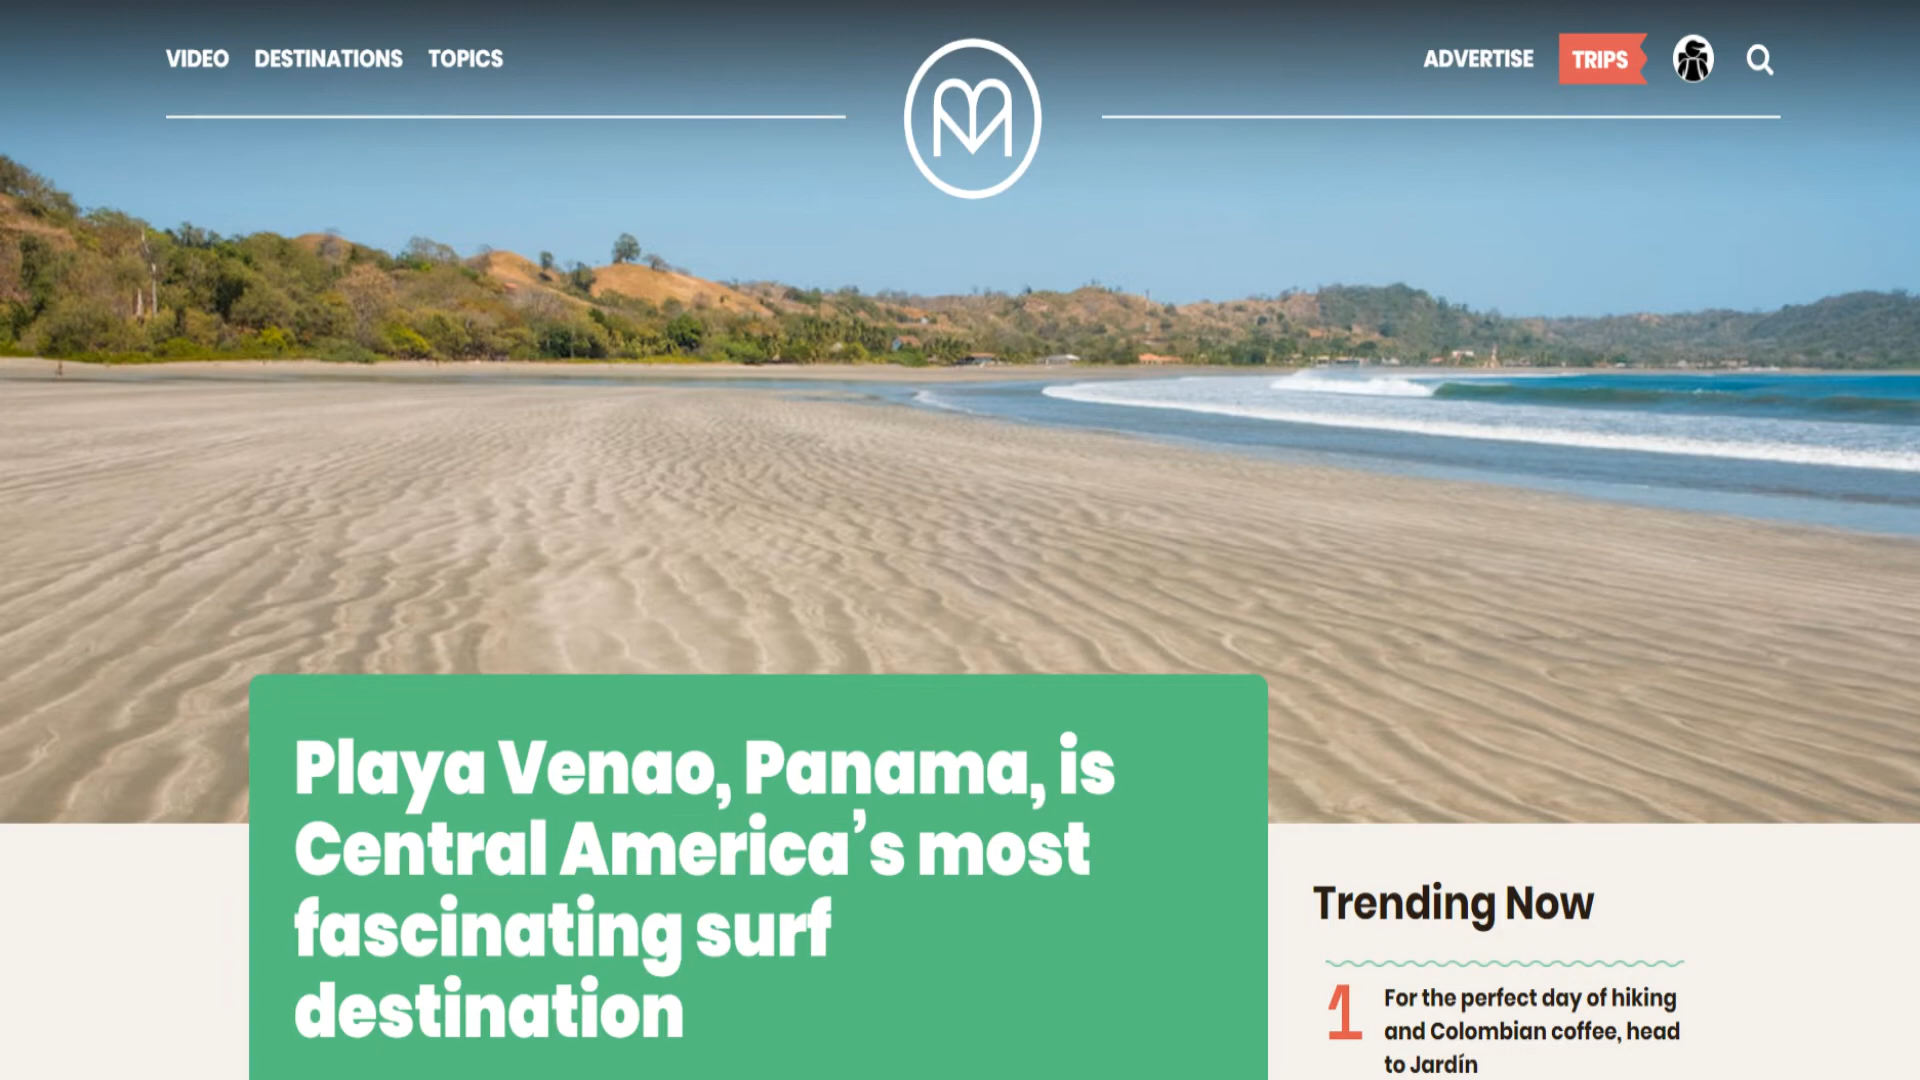 VIDEO DESTINATIONS TOPICS
ADVERTISE TRIPS
Playa Venao, Panama, is
Central America’s most
fascinating surf
destination
Trending Now
1 For the perfect day of hiking
and Colombian coffee, head
to Jardín